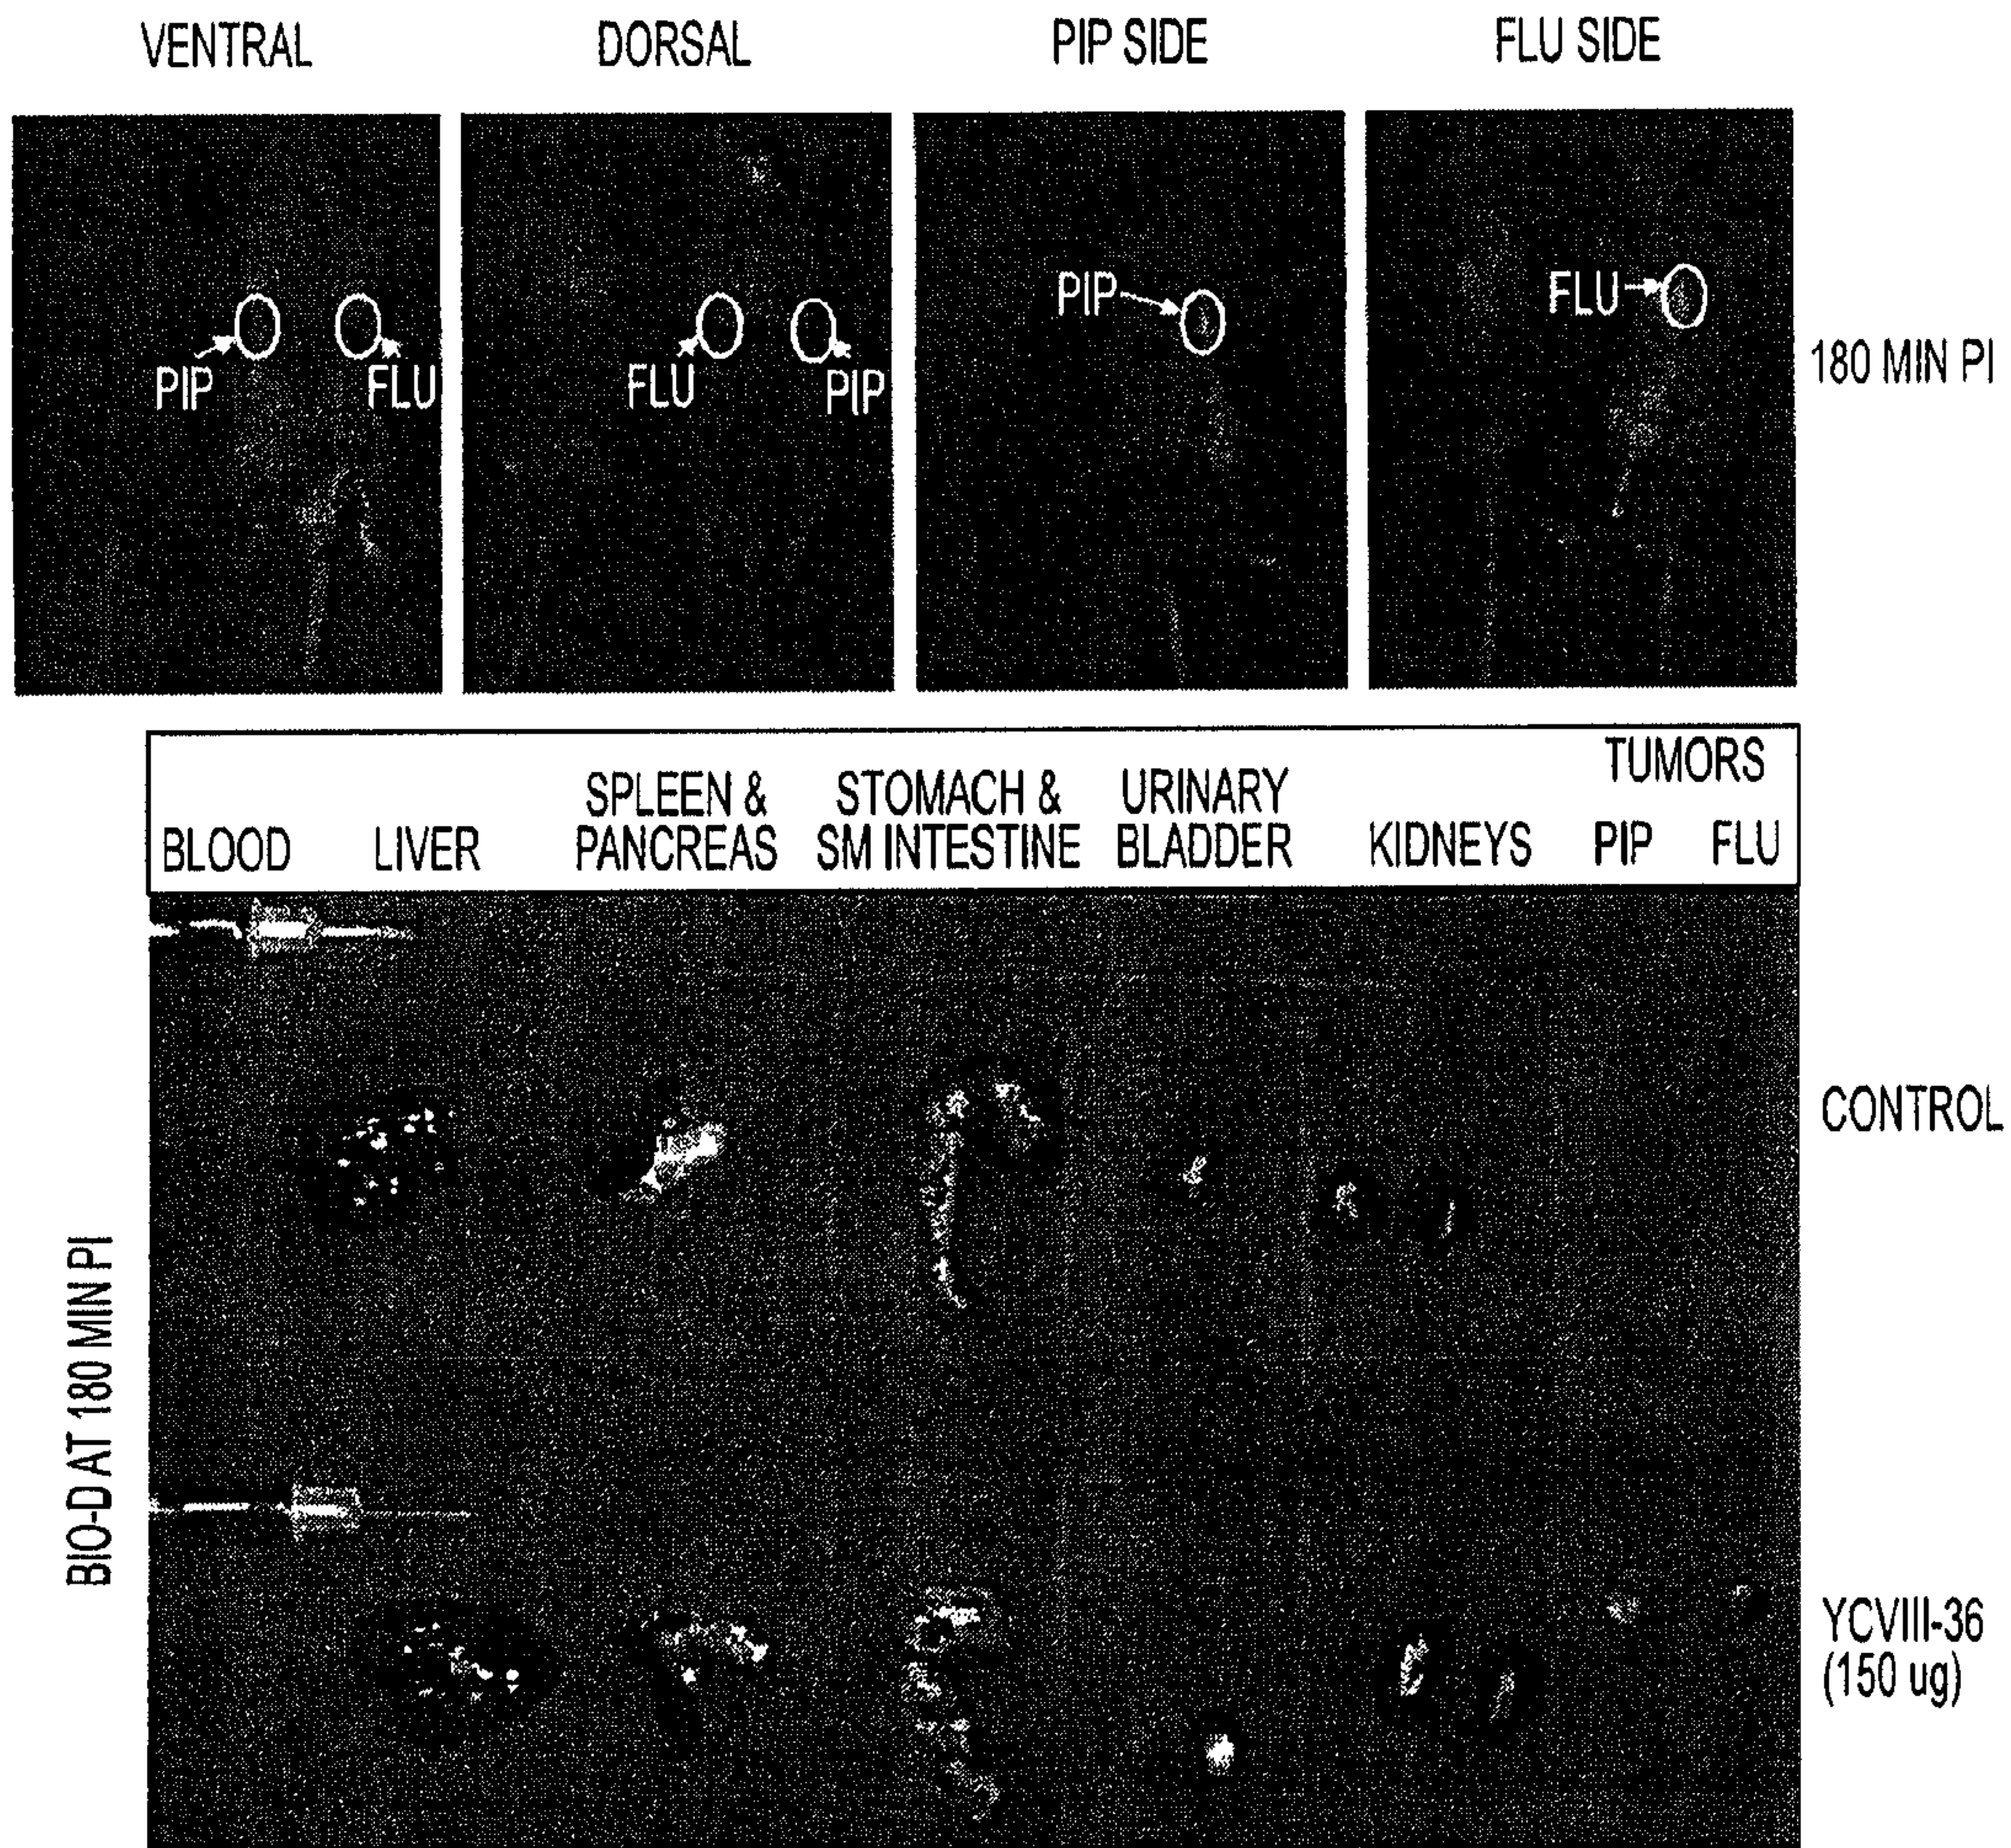 VENTRAL
DORSAL
PIP SIDE
FLU SIDE
PIP
FLU
FLU
PIP
PIP
FLU
180 MIN PI
TUMORS
BLOOD
LIVER
SPLEEN &
PANCREAS
STOMACH &
SM INTESTINE
URINARY
BLADDER
KIDNEYS
PIP
FLU
BIO-D AT 180 MIN PI
CONTROL
YCVIII-36
(150 ug)